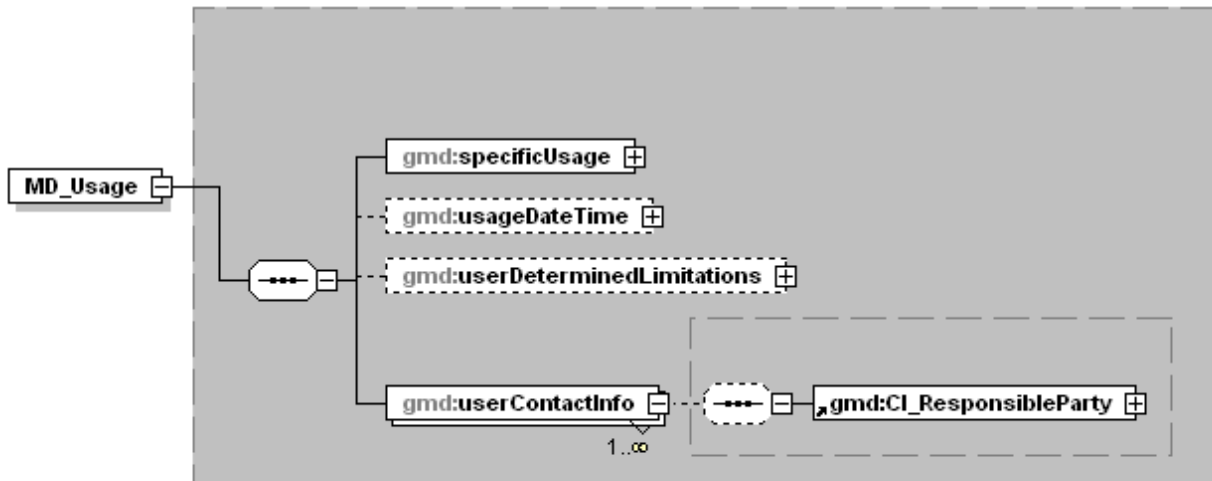 gmd:specificUsage
MD_Usage
gmd:usageDateTime
gmd:userDeterminedLimitations
gmd:userContactInfo
gmd:CI_ResponsibleParty
1..∞